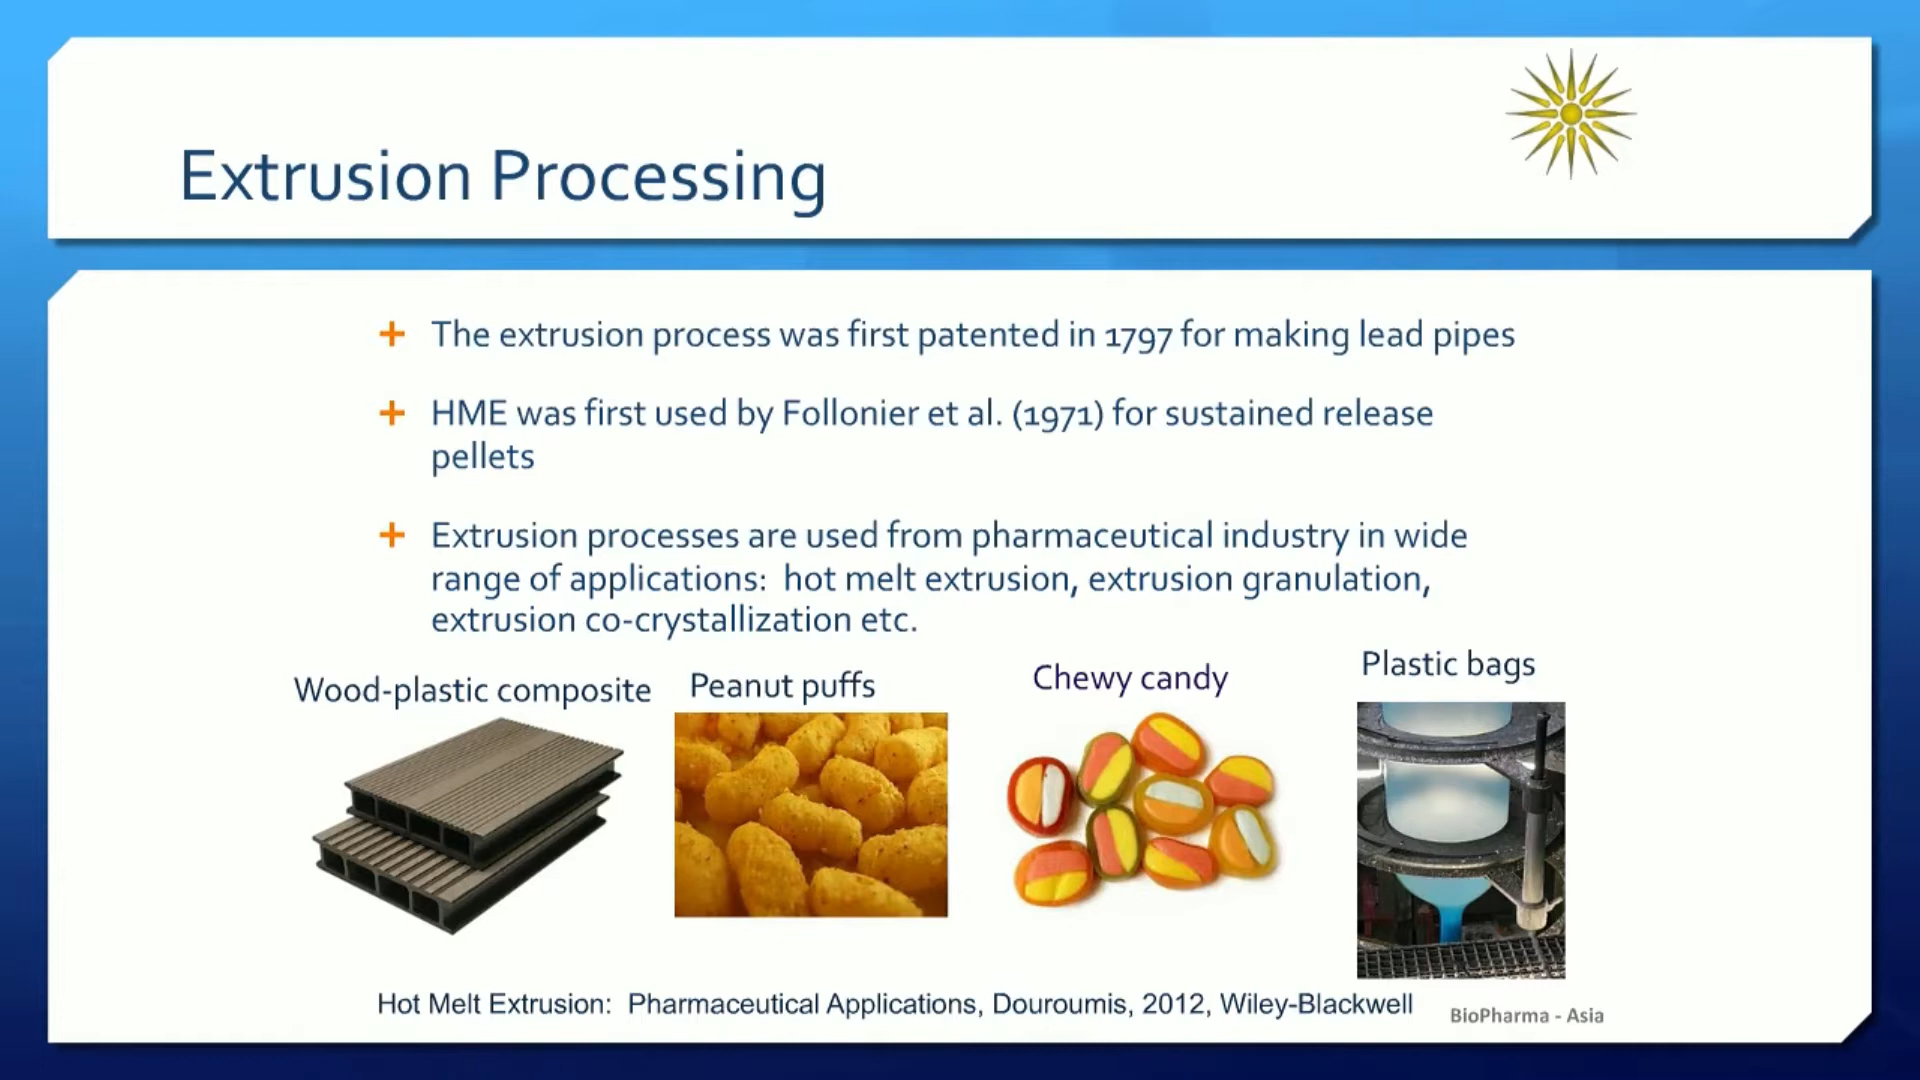 Extrusion Processing
The extrusion process was first patented in 1797 for making lead pipes
HME was first used by Follonier et al. (1971) for sustained release
pellets
Extrusion processes are used from pharmaceutical industry in wide
range of applications:  hot melt extrusion, extrusion granulation,
extrusion co-crystallization etc.
Wood-plastic composite
Peanut puffs
Chewy candy
Plastic bags
Hot Melt Extrusion:  Pharmaceutical Applications, Douroumis, 2012, Wiley-Blackwell
BioPharma - Asia